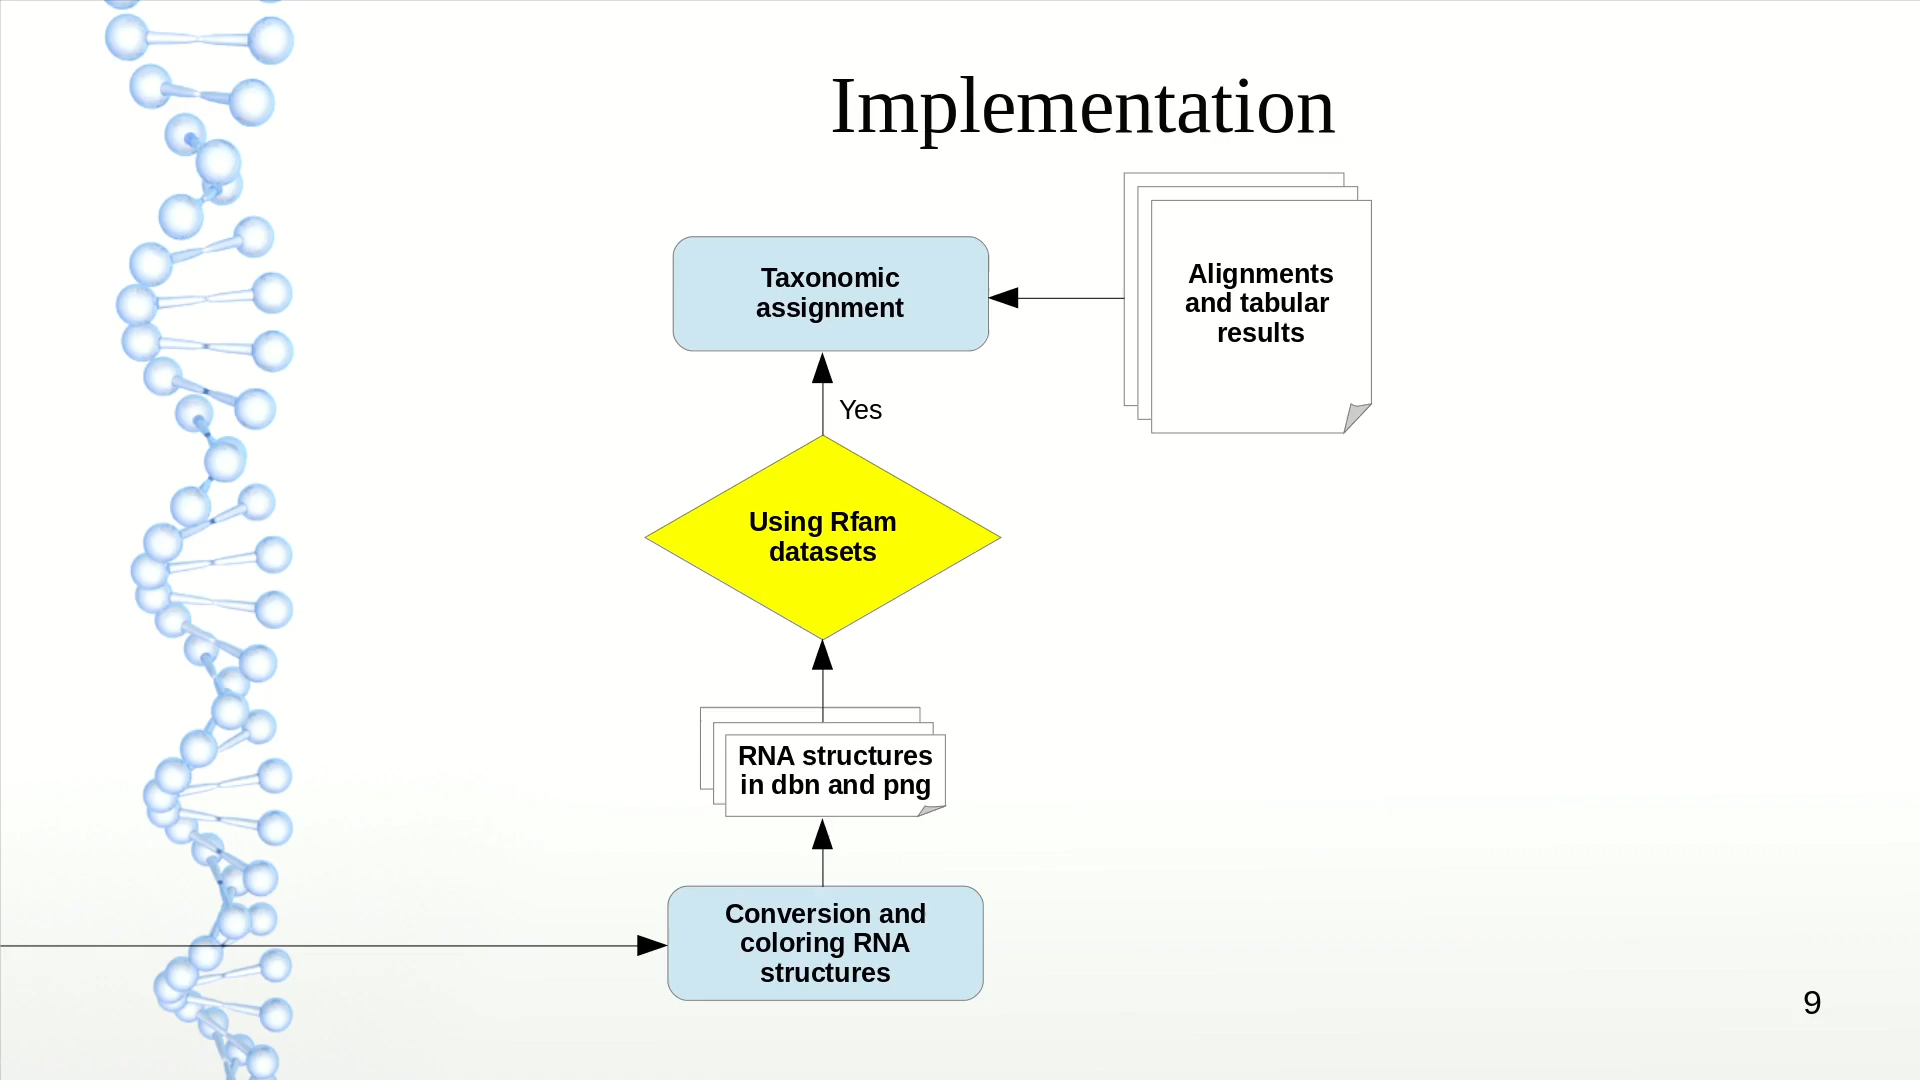 Implementation
Taxonomic
assignment
Alignments
and tabular
results
Yes
Using Rfam
datasets
RNA structures
in dbn and png
Conversion and
coloring RNA
structures
9